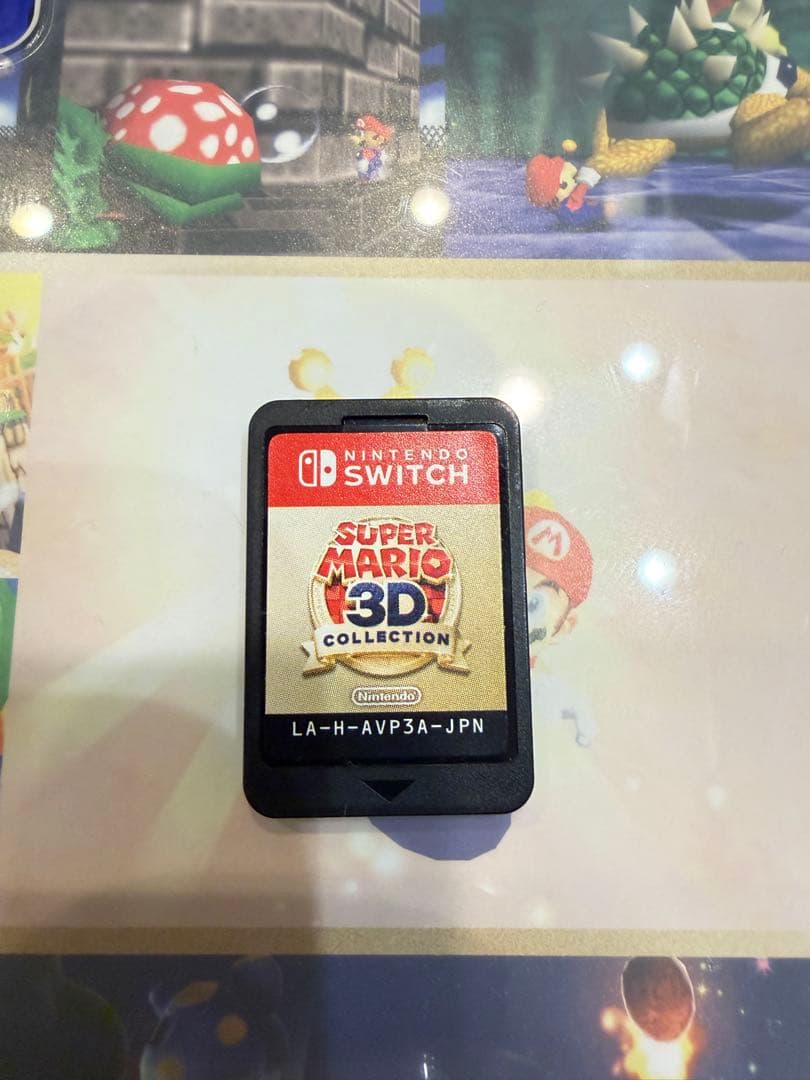 NINTENDO
SWITCH
SUPER
MARIO
3D
COLLECTION
Nintendo
LA-H-AVP3A-JPN
M